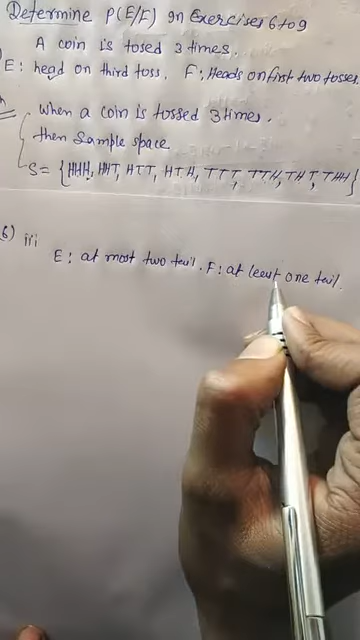 Determine P(E/F) in Exercises 6 to 9
A coin is tosed 3 times.
E: head on third toss, F: Heads on first two tosses
when a coin is tossed 3 times.
then Sample space
S = {HHH, HHT, HTT, HTH, TTT, TTH, THT, THH}
6) iii
E: at most two tail. F: at least one tail.